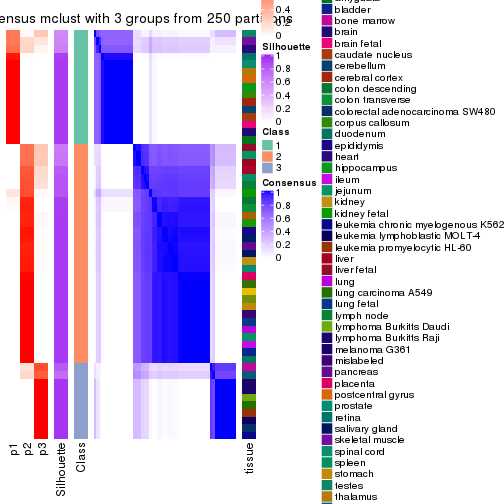 ensus mclust with 3 groups from 250 partitions
0.4
0.2
0
Silhouette
1
0.8
0.6
0.4
0.2
0
Class
1
2
3
Consensus
1
0.8
0.6
0.4
0.2
0
p1
p2
p3
Silhouette
Class
tissue
bladder
bone marrow
brain
brain fetal
caudate nucleus
cerebellum
cerebral cortex
colon descending
colon transverse
colorectal adenocarcinoma SW480
corpus callosum
duodenum
epididymis
heart
hippocampus
ileum
jejunum
kidney
kidney fetal
leukemia chronic myelogenous K562
leukemia lymphoblastic MOLT-4
leukemia promyelocytic HL-60
liver
liver fetal
lung
lung carcinoma A549
lung fetal
lymph node
lymphoma Burkitts Daudi
lymphoma Burkitts Raji
melanoma G361
mislabeled
pancreas
placenta
postcentral gyrus
prostate
retina
salivary gland
skeletal muscle
spinal cord
spleen
stomach
testes
thalamus